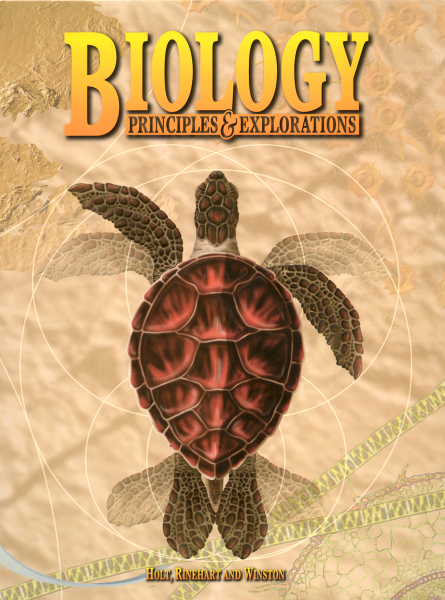 BIOLOGY
PRINCIPLES & EXPLORATIONS
HOLT, RINEHART AND WINSTON